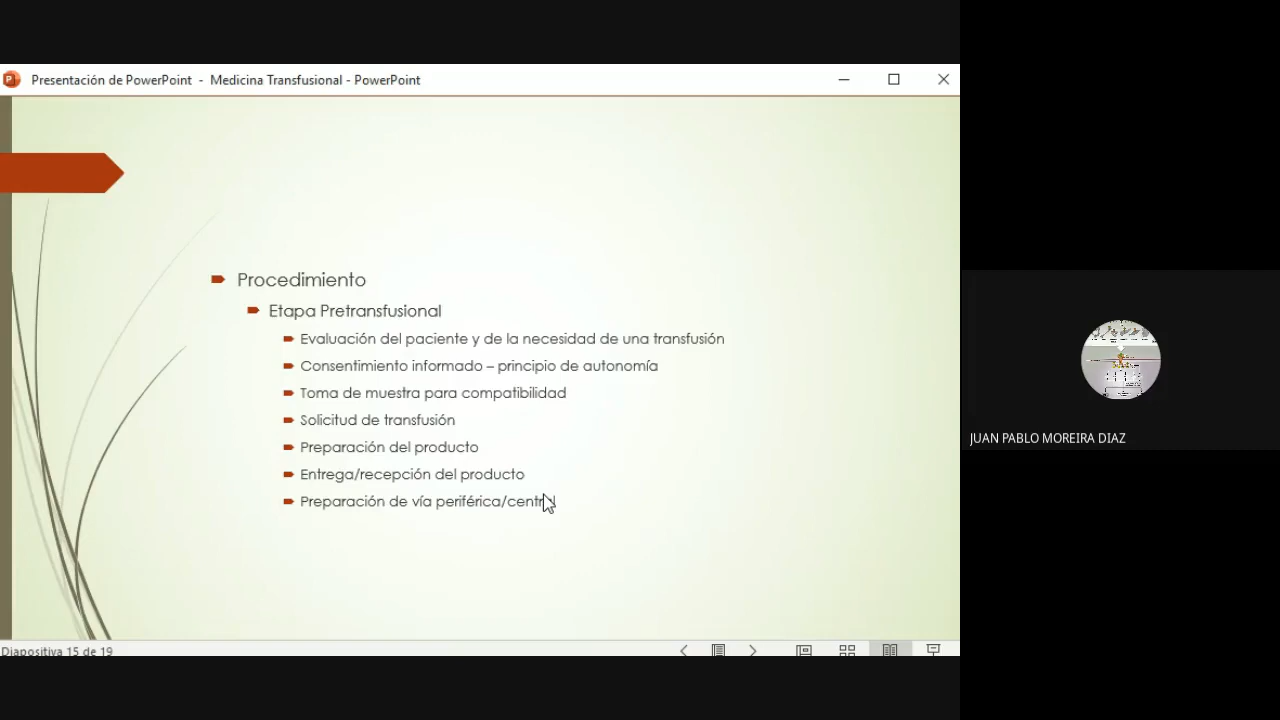 Presentación de PowerPoint - Medicina Transfusional - PowerPoint
Procedimiento
Etapa Pretransfusional
Evaluación del paciente y de la necesidad de una transfusión
Consentimiento informado – principio de autonomía
Toma de muestra para compatibilidad
Solicitud de transfusión
Preparación del producto
Entrega/recepción del producto
Preparación de vía periférica/central
JUAN PABLO MOREIRA DIAZ
Diapositiva 15 de 19